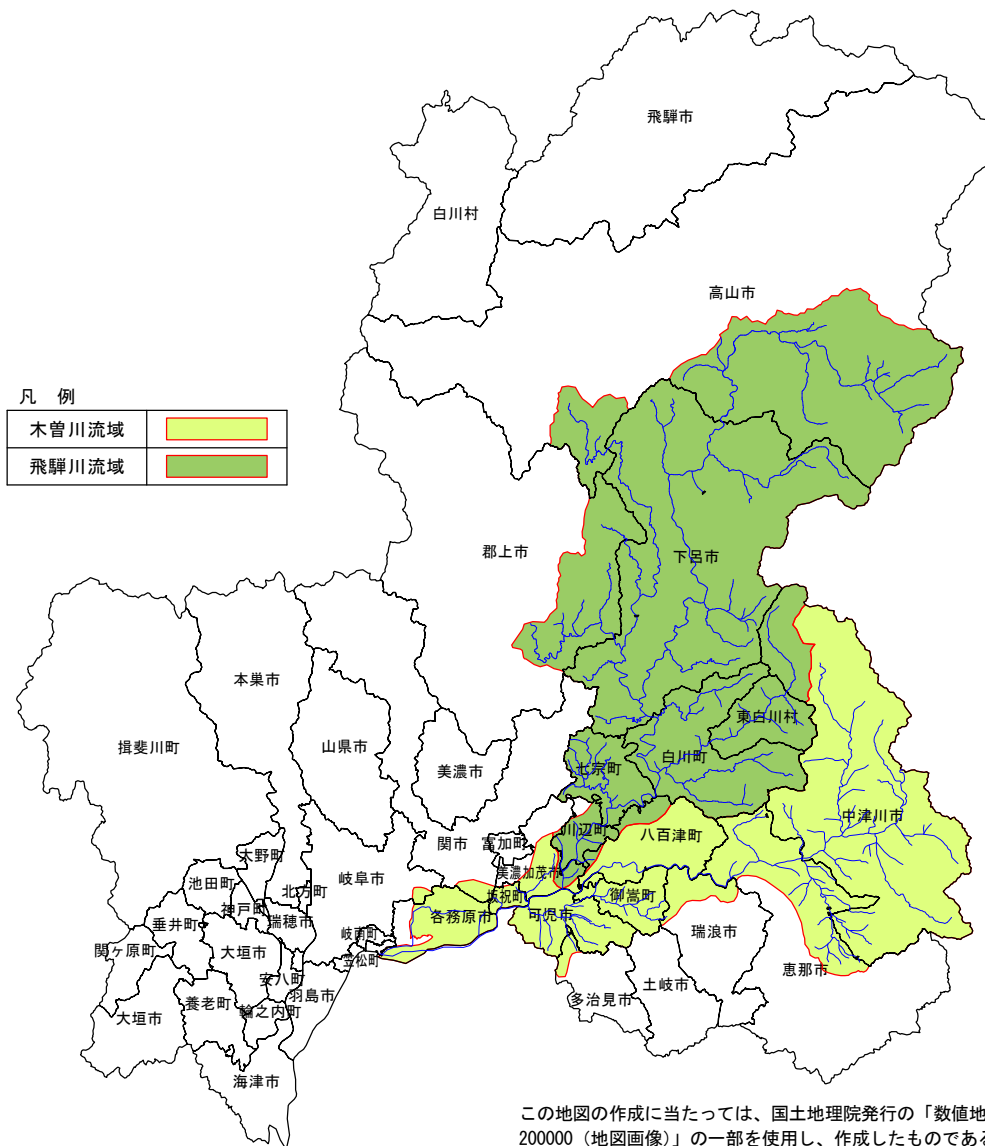 飛騨市
白川村
高山市
凡 例
木曽川流域
飛騨川流域
郡上市
下呂市
本巣市
東白川村
揖斐川町
山県市
白川町
美濃市
七宗町
中津川市
川辺町
八百津町
関市
富加町
大野町
美濃加茂市
池田町
北方町
岐阜市
坂祝町
御嵩町
神戸町
各務原市
可児市
垂井町
瑞穂市
岐南町
瑞浪市
関ヶ原町
大垣市
笠松町
恵那市
安八町
土岐市
羽島市
多治見市
養老町
輪之内町
大垣市
海津市
この地図の作成に当たっては、国土地理院発行の「数値地
200000（地図画像）」の一部を使用し、作成したものである